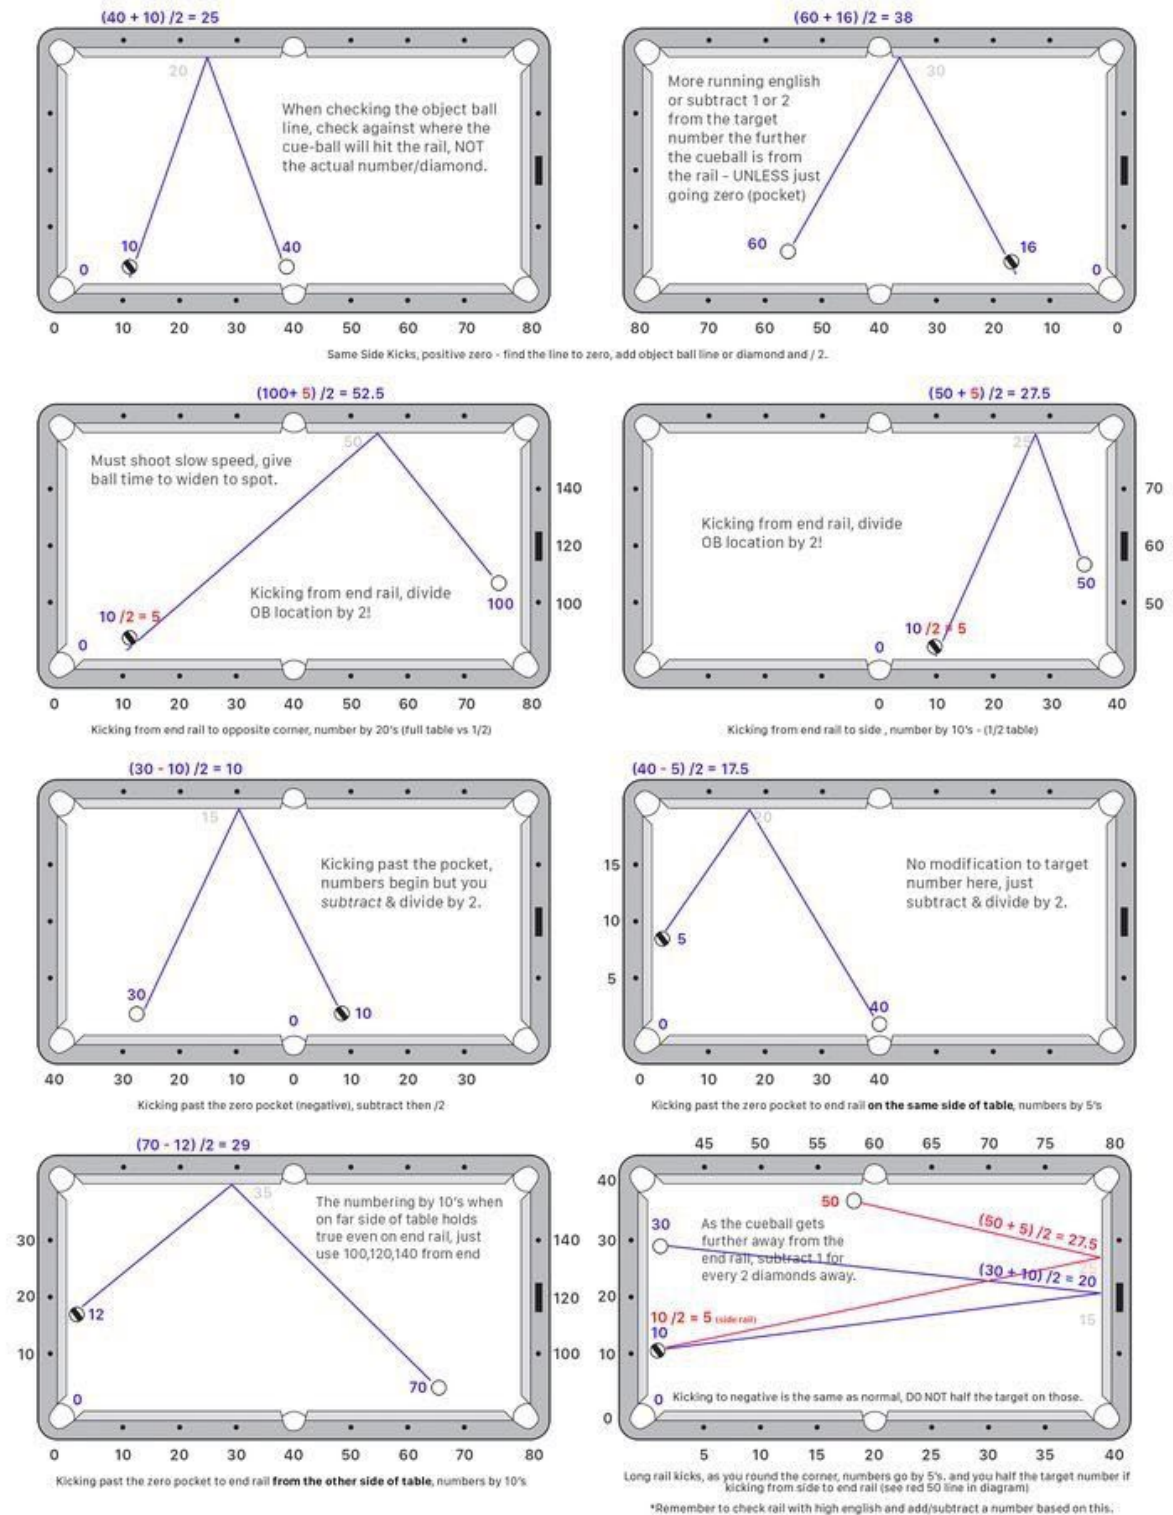 (40 + 10) /2 = 25
20
When checking the object ball
line, check against where the
cue-ball will hit the rail, NOT
the actual number/diamond.
10
40
0
0 10 20 30 40 50 60 70 80
(60 + 16) /2 = 38
30
More running english
or subtract 1 or 2
from the target
number the further
the cueball is from
the rail - UNLESS just
going zero (pocket)
60
16
0
80 70 60 50 40 30 20 10 0
Same Side Kicks, positive zero - find the line to zero, add object ball line or diamond and / 2.
(100+ 5) /2 = 52.5
50
Must shoot slow speed, give
ball time to widen to spot.
140
120
Kicking from end rail, divide
OB location by 2!
100
100
10 /2 = 5
0
0 10 20 30 40 50 60 70 80
Kicking from end rail to opposite corner, number by 20's (full table vs 1/2)
(50 + 5) /2 = 27.5
25
70
Kicking from end rail, divide
OB location by 2!
60
50
50
10 /2 = 5
0
0 10 20 30 40
Kicking from end rail to side , number by 10's - (1/2 table)
(30 - 10) /2 = 10
15
Kicking past the pocket,
numbers begin but you
subtract & divide by 2.
30
0
10
40 30 20 10 0 10 20 30
Kicking past the zero pocket (negative), subtract then /2
(40 - 5) /2 = 17.5
20
15
No modification to target
number here, just
subtract & divide by 2.
10
5
5
40
0
0 10 20 30 40
Kicking past the zero pocket to end rail on the same side of table, numbers by 5's
(70 - 12) /2 = 29
35
The numbering by 10's when
on far side of table holds
true even on end rail, just
use 100,120,140 from end
30
140
20
120
12
10
100
70
0
0 10 20 30 40 50 60 70 80
Kicking past the zero pocket to end rail from the other side of table, numbers by 10's
45 50 55 60 65 70 75 80
40
50
30
As the cueball gets
further away from the
end rail, subtract 1 for
every 2 diamonds away.
(50 + 5) /2 = 27.5
30
25
(30 + 10) /2 = 20
20
10 /2 = 5 (side rail)
15
10
10
0 Kicking to negative is the same as normal, DO NOT half the target on those.
0
5 10 15 20 25 30 35 40
Long rail kicks, as you round the corner, numbers go by 5's. and you half the target number if
kicking from side to end rail (see red 50 line in diagram)
*Remember to check rail with high english and add/subtract a number based on this.